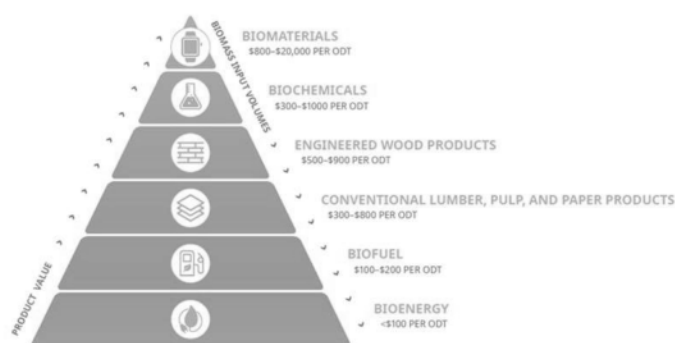 BIOMATERIALS
$800–$20,000 PER ODT
BIOMASS INPUT VOLUMES
BIOCHEMICALS
$300–$1000 PER ODT
ENGINEERED WOOD PRODUCTS
$500–$900 PER ODT
CONVENTIONAL LUMBER, PULP, AND PAPER PRODUCTS
$300–$800 PER ODT
BIOFUEL
$100–$200 PER ODT
PRODUCT VALUE
BIOENERGY
<$100 PER ODT